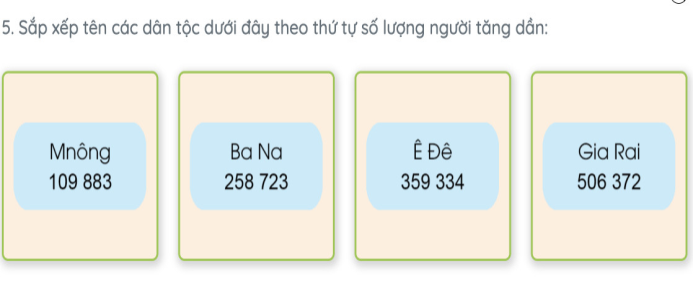 5. Sắp xếp tên các dân tộc dưới đây theo thứ tự số lượng người tăng dần:
Mnông
109 883
Ba Na
258 723
Ê Đê
359 334
Gia Rai
506 372